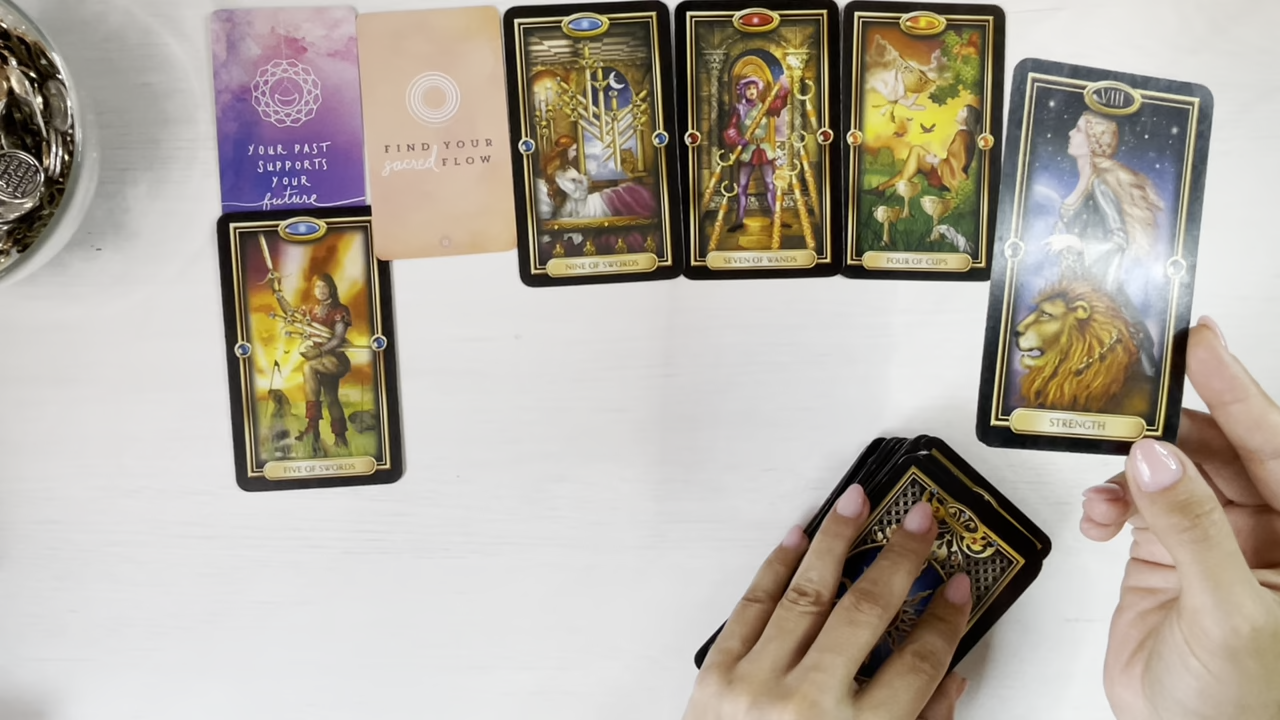 YOUR PAST
SUPPORTS
YOUR
future
FIND YOUR
sacred FLOW
NINE OF SWORDS
SEVEN OF WANDS
FOUR OF CUPS
VIII
STRENGTH
FIVE OF SWORDS